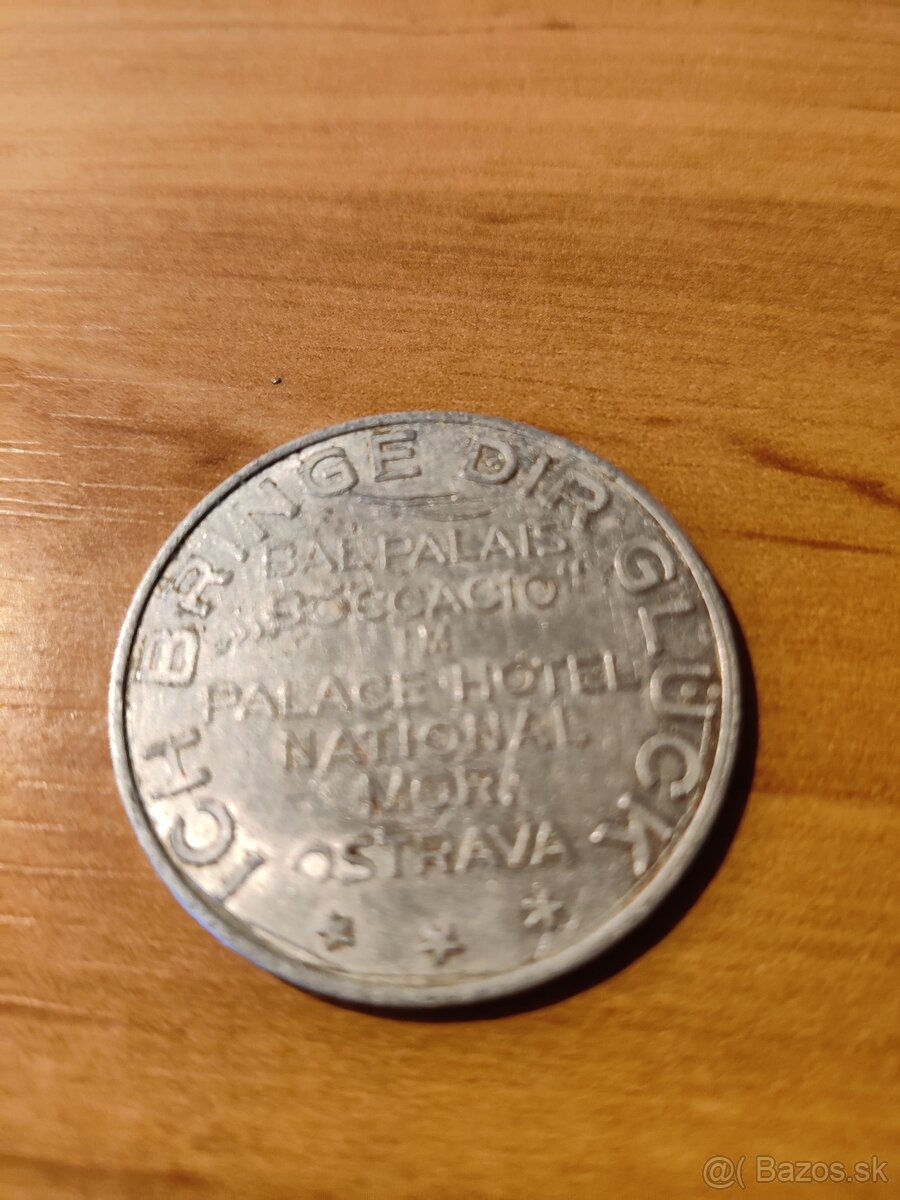 ICH BRINGE DIR GLÜCK
BAL PALAIS
„BOCCACIO“
IM
PALACE HOTEL
NATIONAL
MOR.
OSTRAVA
@( Bazos.sk